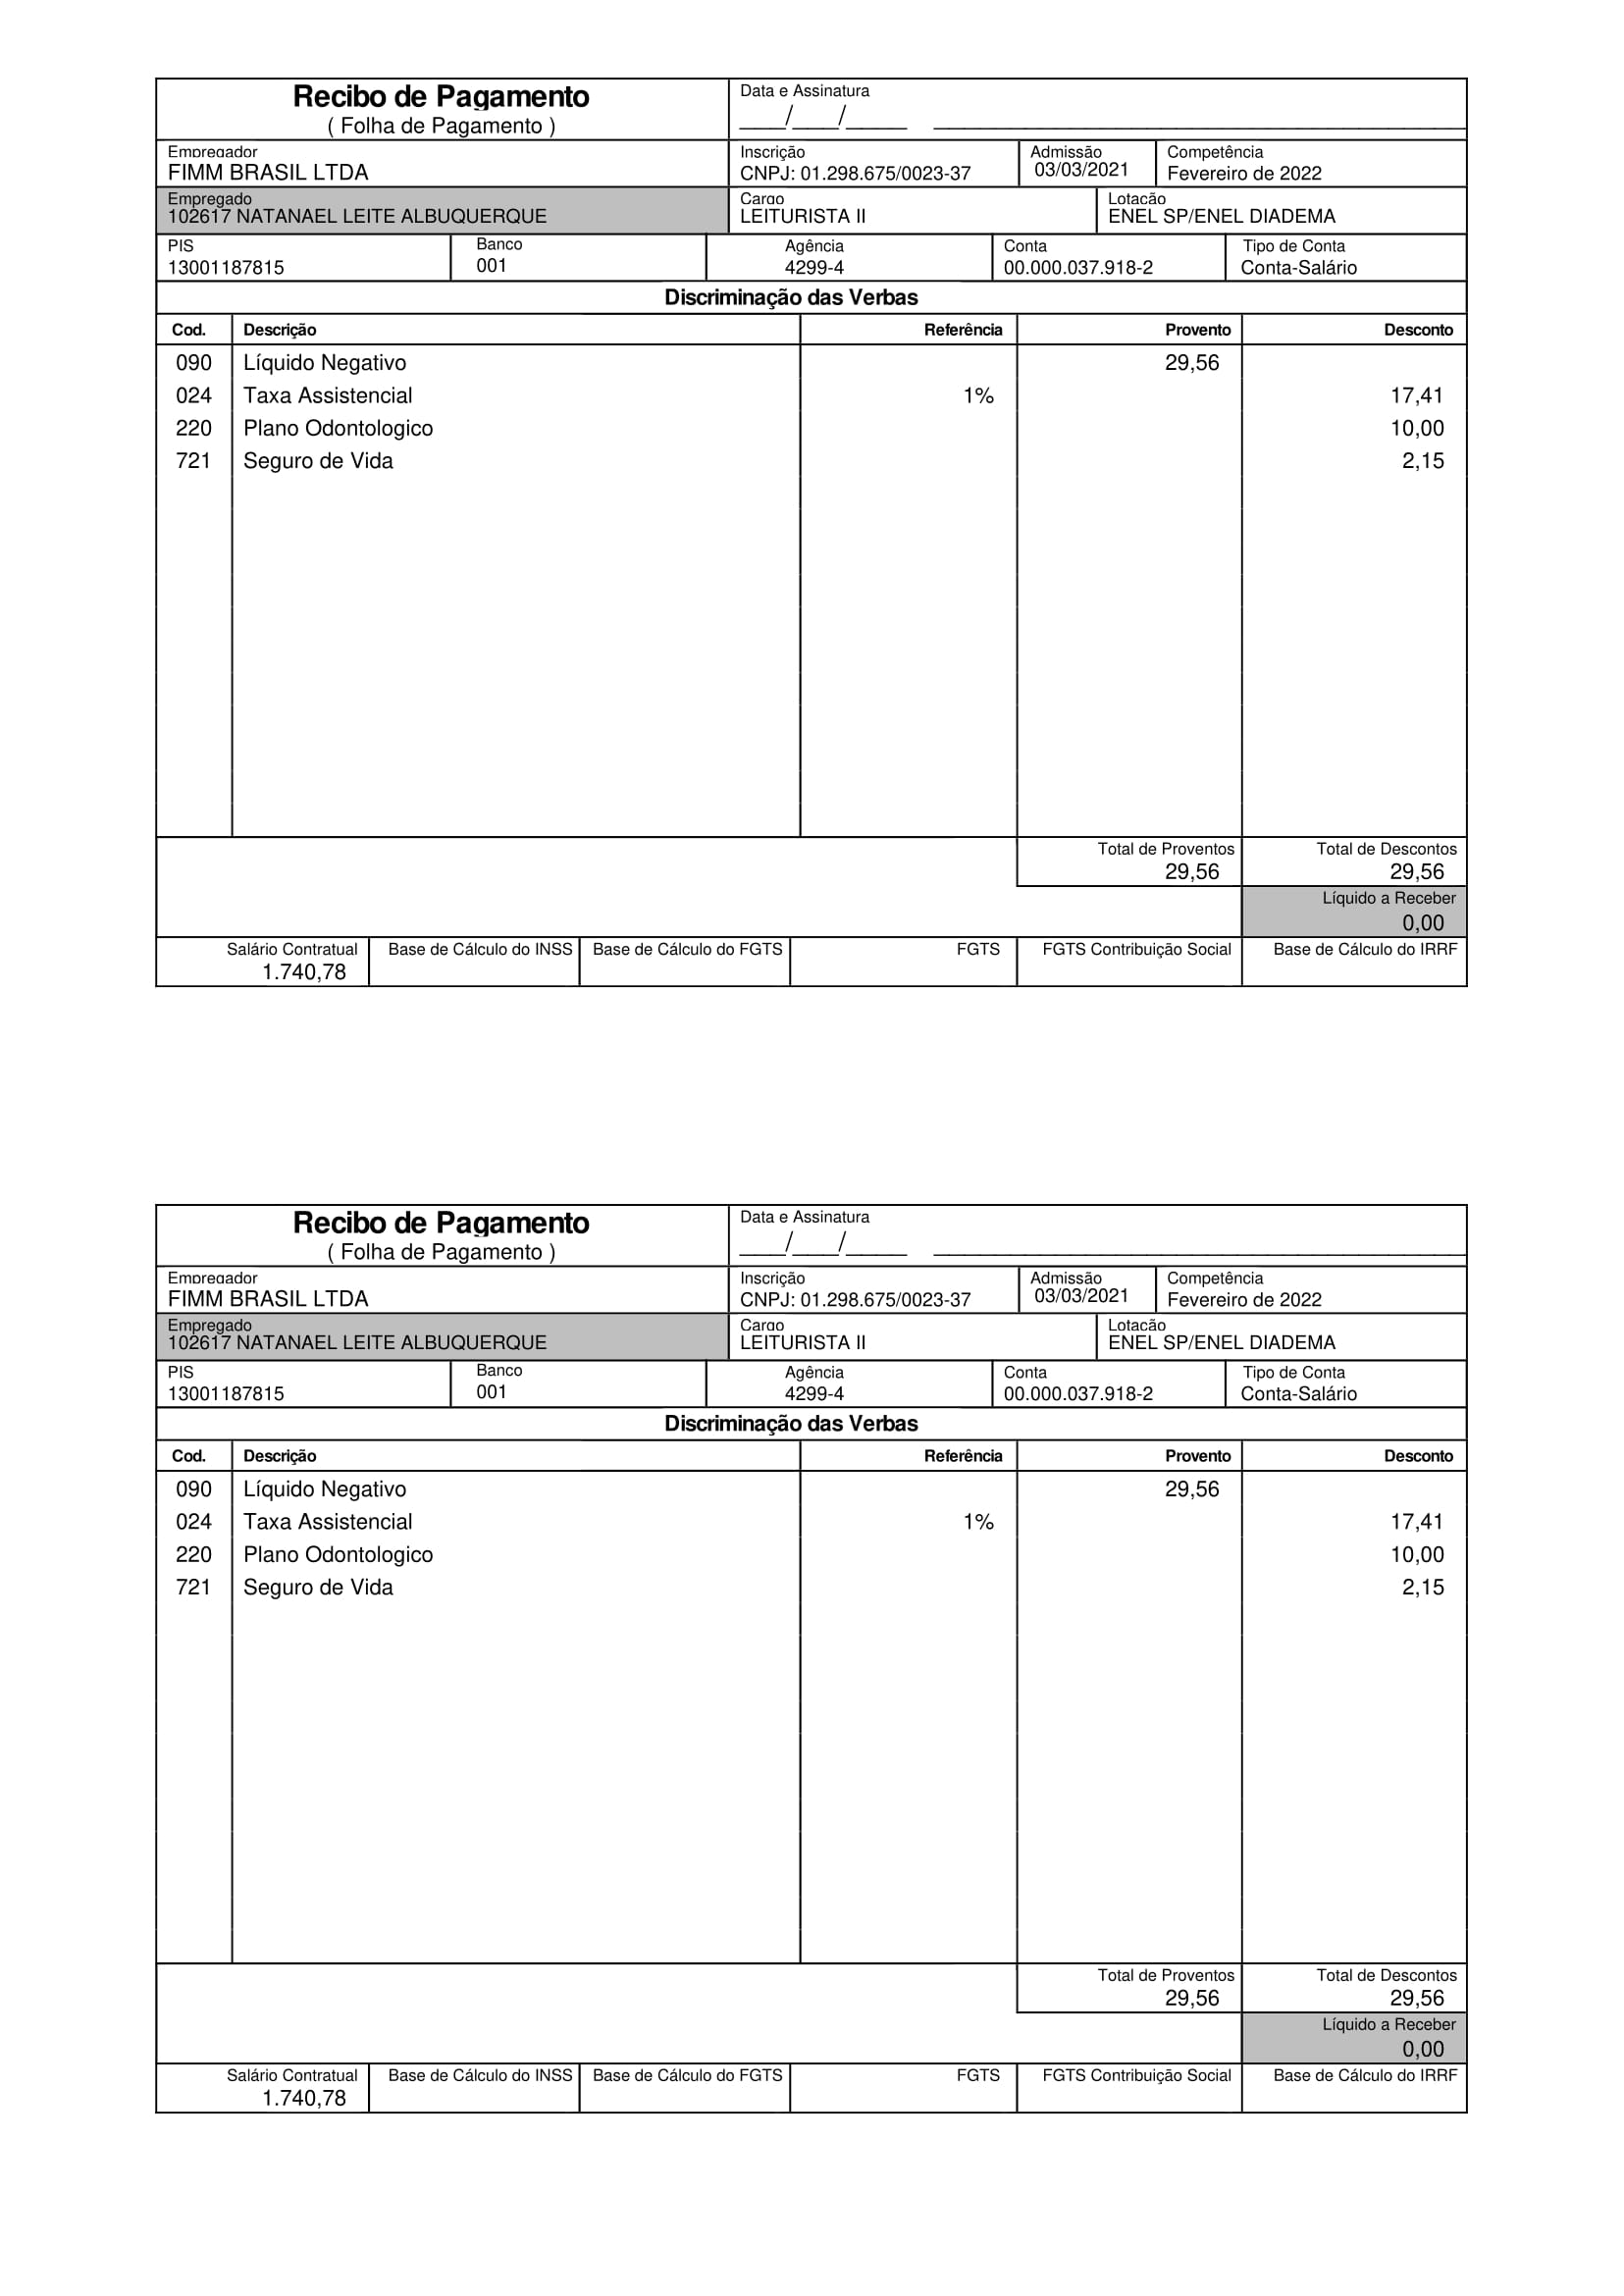 Recibo de Pagamento
( Folha de Pagamento )
Data e Assinatura
___/___/____ ___________________________________
Empregador
FIMM BRASIL LTDA
Inscrição
CNPJ: 01.298.675/0023-37
Admissão
03/03/2021
Competência
Fevereiro de 2022
Empregado
102617 NATANAEL LEITE ALBUQUERQUE
Cargo
LEITURISTA II
Lotação
ENEL SP/ENEL DIADEMA
PIS
13001187815
Banco
001
Agência
4299-4
Conta
00.000.037.918-2
Tipo de Conta
Conta-Salário
Discriminação das Verbas
Cod. Descrição Referência Provento Desconto
090 Líquido Negativo 29,56
024 Taxa Assistencial 1% 17,41
220 Plano Odontologico 10,00
721 Seguro de Vida 2,15
Total de Proventos Total de Descontos
29,56 29,56
Líquido a Receber
0,00
Salário Contratual Base de Cálculo do INSS Base de Cálculo do FGTS FGTS FGTS Contribuição Social Base de Cálculo do IRRF
1.740,78
Recibo de Pagamento
( Folha de Pagamento )
Data e Assinatura
___/___/____ ___________________________________
Empregador
FIMM BRASIL LTDA
Inscrição
CNPJ: 01.298.675/0023-37
Admissão
03/03/2021
Competência
Fevereiro de 2022
Empregado
102617 NATANAEL LEITE ALBUQUERQUE
Cargo
LEITURISTA II
Lotação
ENEL SP/ENEL DIADEMA
PIS
13001187815
Banco
001
Agência
4299-4
Conta
00.000.037.918-2
Tipo de Conta
Conta-Salário
Discriminação das Verbas
Cod. Descrição Referência Provento Desconto
090 Líquido Negativo 29,56
024 Taxa Assistencial 1% 17,41
220 Plano Odontologico 10,00
721 Seguro de Vida 2,15
Total de Proventos Total de Descontos
29,56 29,56
Líquido a Receber
0,00
Salário Contratual Base de Cálculo do INSS Base de Cálculo do FGTS FGTS FGTS Contribuição Social Base de Cálculo do IRRF
1.740,78